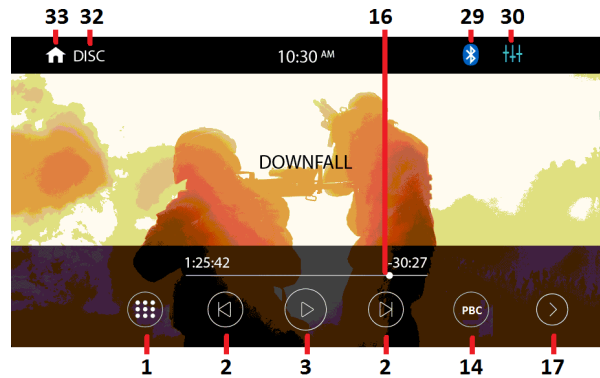 33 32 16 29 30
DISC 10:30 AM
DOWNFALL
1:25:42 -30:27
PBC
1 2 3 2 14 17